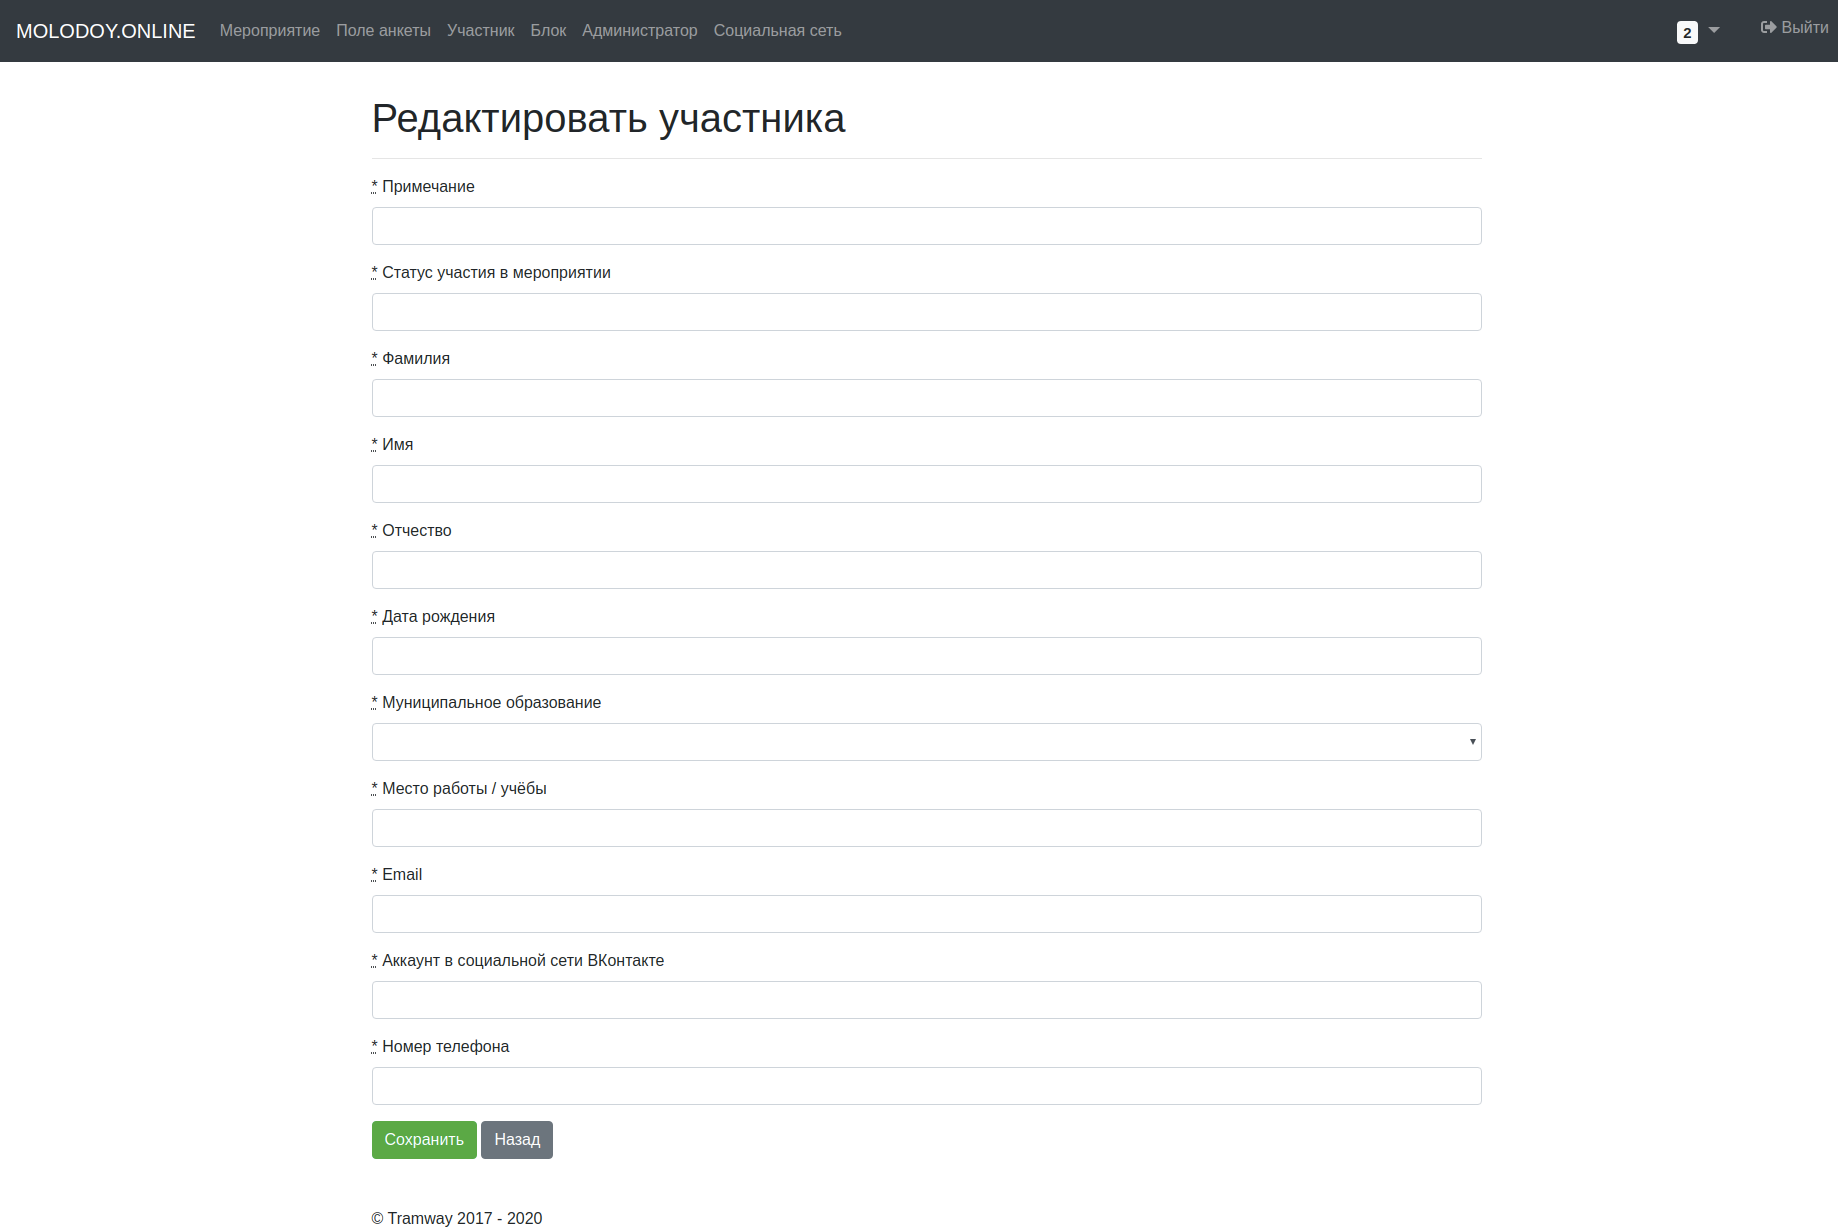 MOLODOY.ONLINE Мероприятие Поле анкеты Участник Блок Администратор Социальная сеть 2 Выйти
Редактировать участника
* Примечание
* Статус участия в мероприятии
* Фамилия
* Имя
* Отчество
* Дата рождения
* Муниципальное образование
* Место работы / учёбы
* Email
* Аккаунт в социальной сети ВКонтакте
* Номер телефона
Сохранить Назад
© Tramway 2017 - 2020